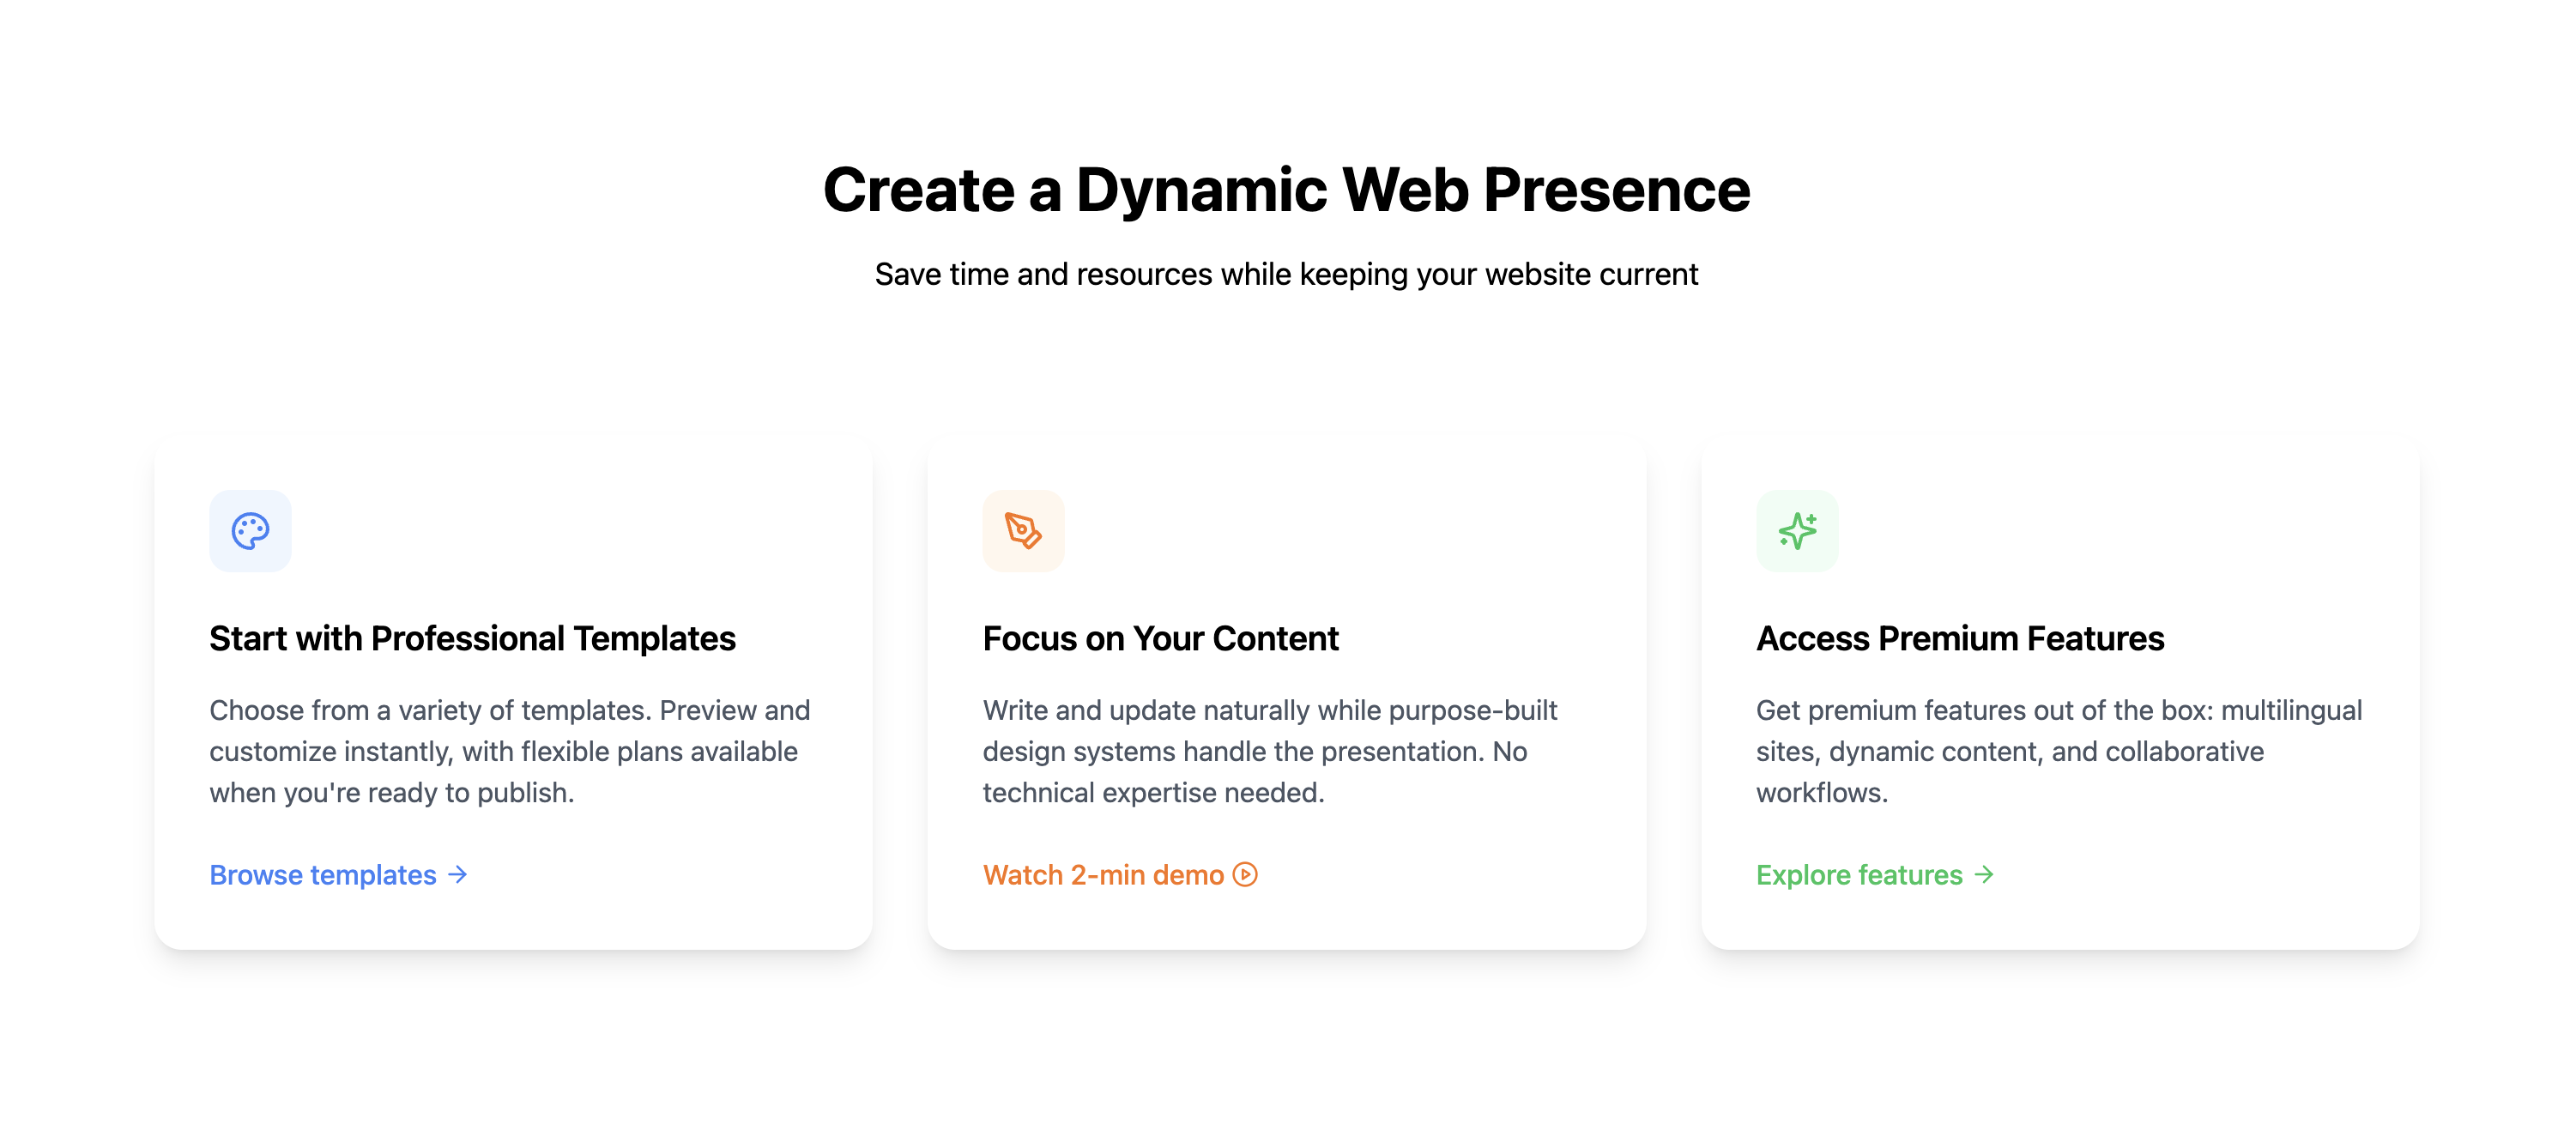 Create a Dynamic Web Presence
Save time and resources while keeping your website current
Start with Professional Templates
Choose from a variety of templates. Preview and
customize instantly, with flexible plans available
when you're ready to publish.
Browse templates →
Focus on Your Content
Write and update naturally while purpose-built
design systems handle the presentation. No
technical expertise needed.
Watch 2-min demo
Access Premium Features
Get premium features out of the box: multilingual
sites, dynamic content, and collaborative
workflows.
Explore features →